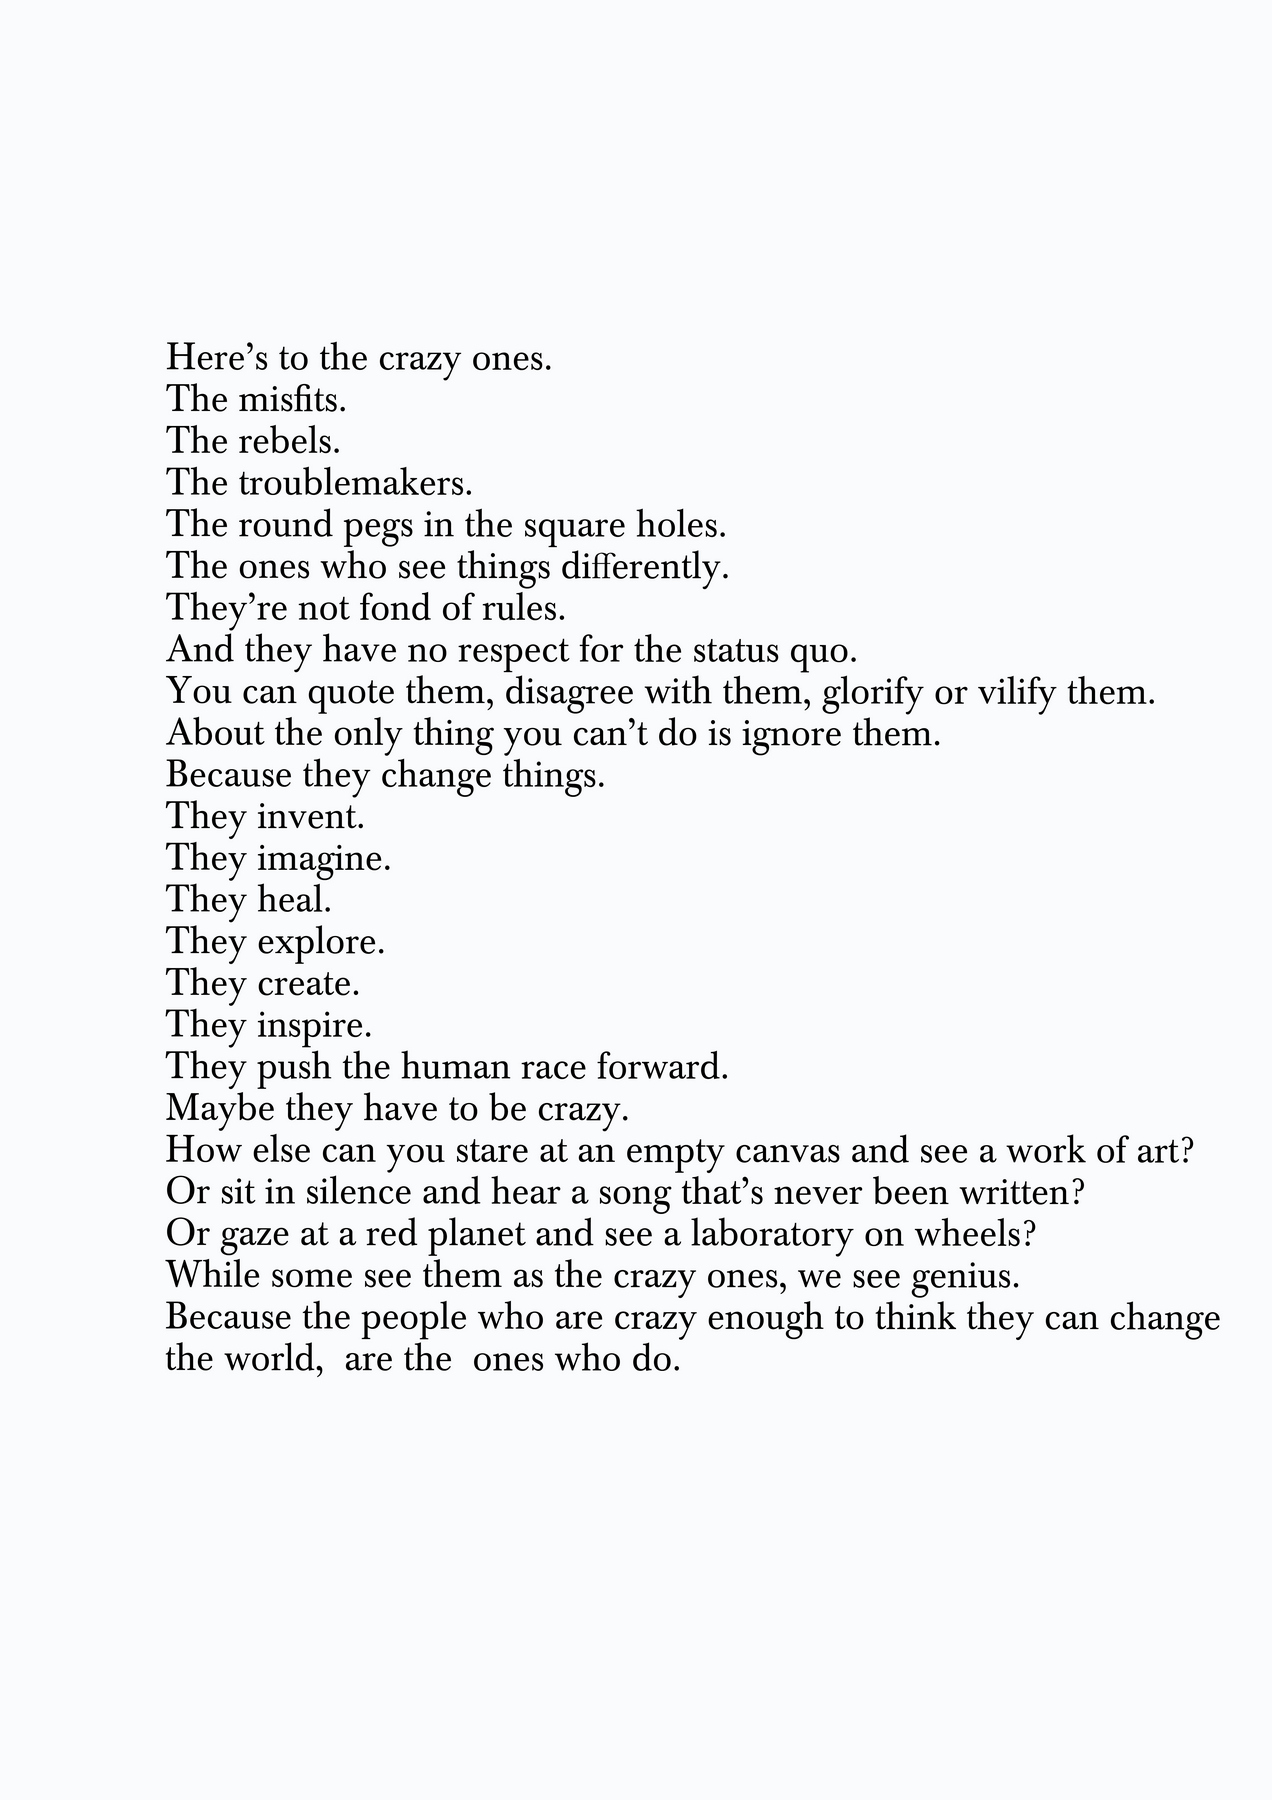 Here’s to the crazy ones.
The misfits.
The rebels.
The troublemakers.
The round pegs in the square holes.
The ones who see things differently.
They’re not fond of rules.
And they have no respect for the status quo.
You can quote them, disagree with them, glorify or vilify them.
About the only thing you can’t do is ignore them.
Because they change things.
They invent.
They imagine.
They heal.
They explore.
They create.
They inspire.
They push the human race forward.
Maybe they have to be crazy.
How else can you stare at an empty canvas and see a work of art?
Or sit in silence and hear a song that’s never been written?
Or gaze at a red planet and see a laboratory on wheels?
While some see them as the crazy ones, we see genius.
Because the people who are crazy enough to think they can change
the world,  are the  ones who do.